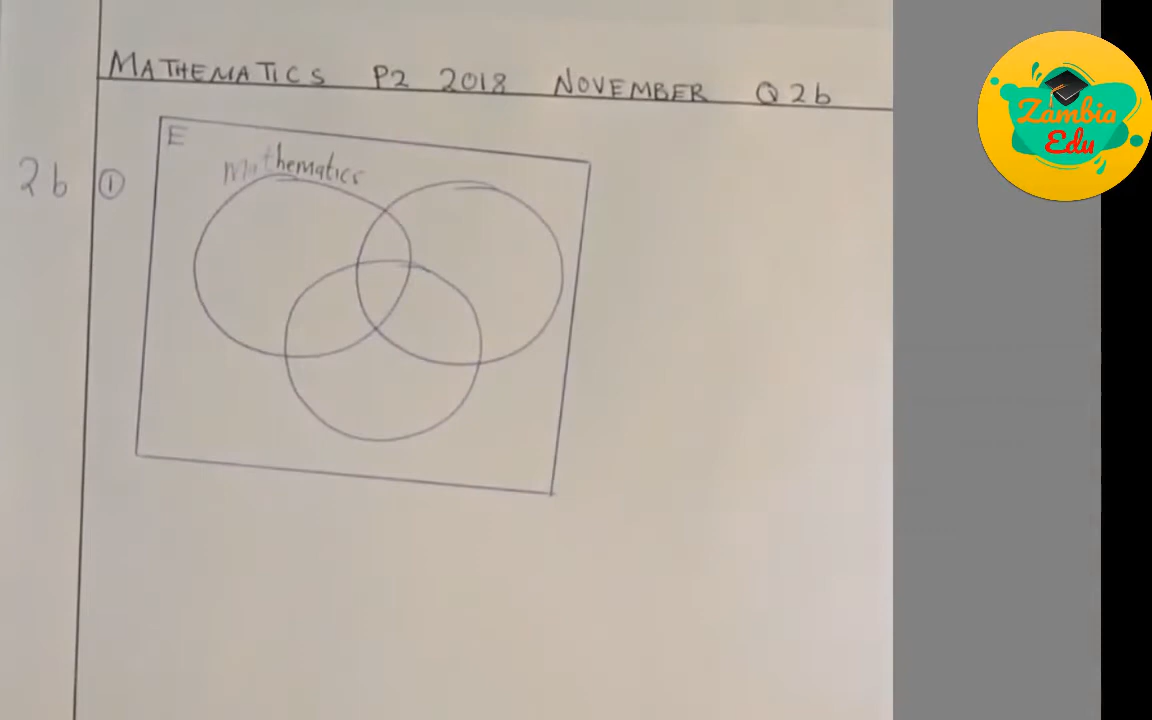 MATHEMATICS P2 2018 NOVEMBER Q2b
2b ①
E
Mathematics
Zambia
Edu